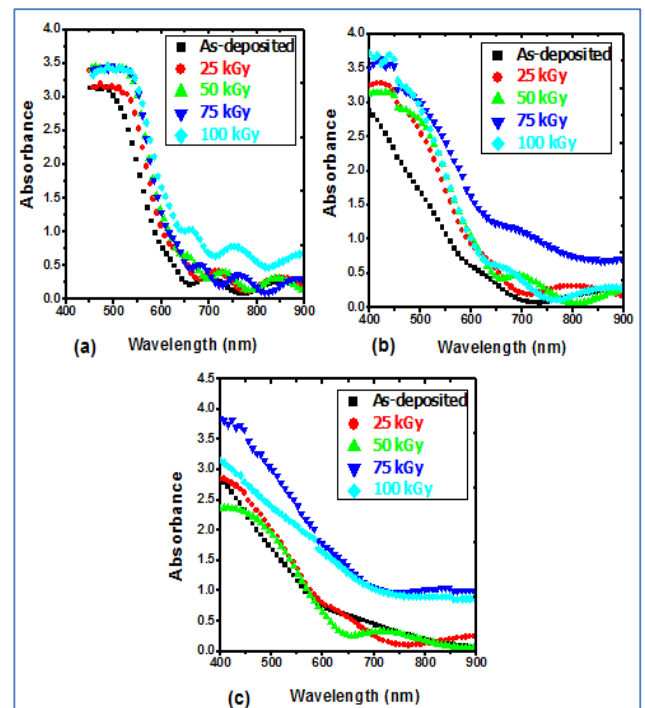 4.0
3.5
3.0
2.5
2.0
1.5
1.0
0.5
0.0
Absorbance
As-deposited
25 kGy
50 kGy
75 kGy
100 kGy
400 500 600 700 800 900
Wavelength (nm)
(a)
4.0
3.5
3.0
2.5
2.0
1.5
1.0
0.5
0.0
Absorbance
As-deposited
25 kGy
50 kGy
75 kGy
100 kGy
400 500 600 700 800 900
Wavelength (nm)
(b)
4.5
4.0
3.5
3.0
2.5
2.0
1.5
1.0
0.5
0.0
Absorbance
As-deposited
25 kGy
50 kGy
75 kGy
100 kGy
400 500 600 700 800 900
Wavelength (nm)
(c)